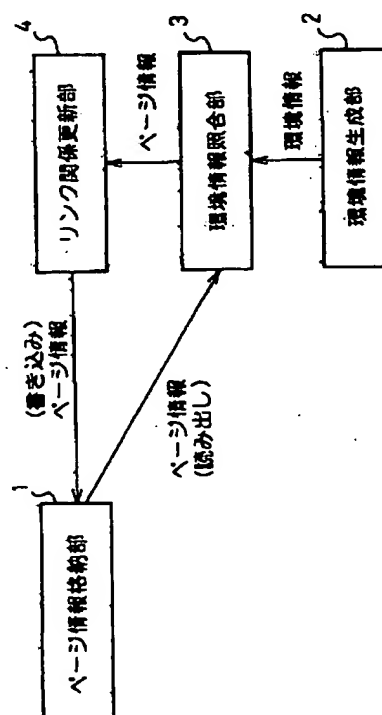 1
ページ情報格納部
(書き込み)
ページ情報
ページ情報
(読み出し)
4
リンク関係更新部
ページ情報
3
環境情報照合部
環境情報
2
環境情報生成部